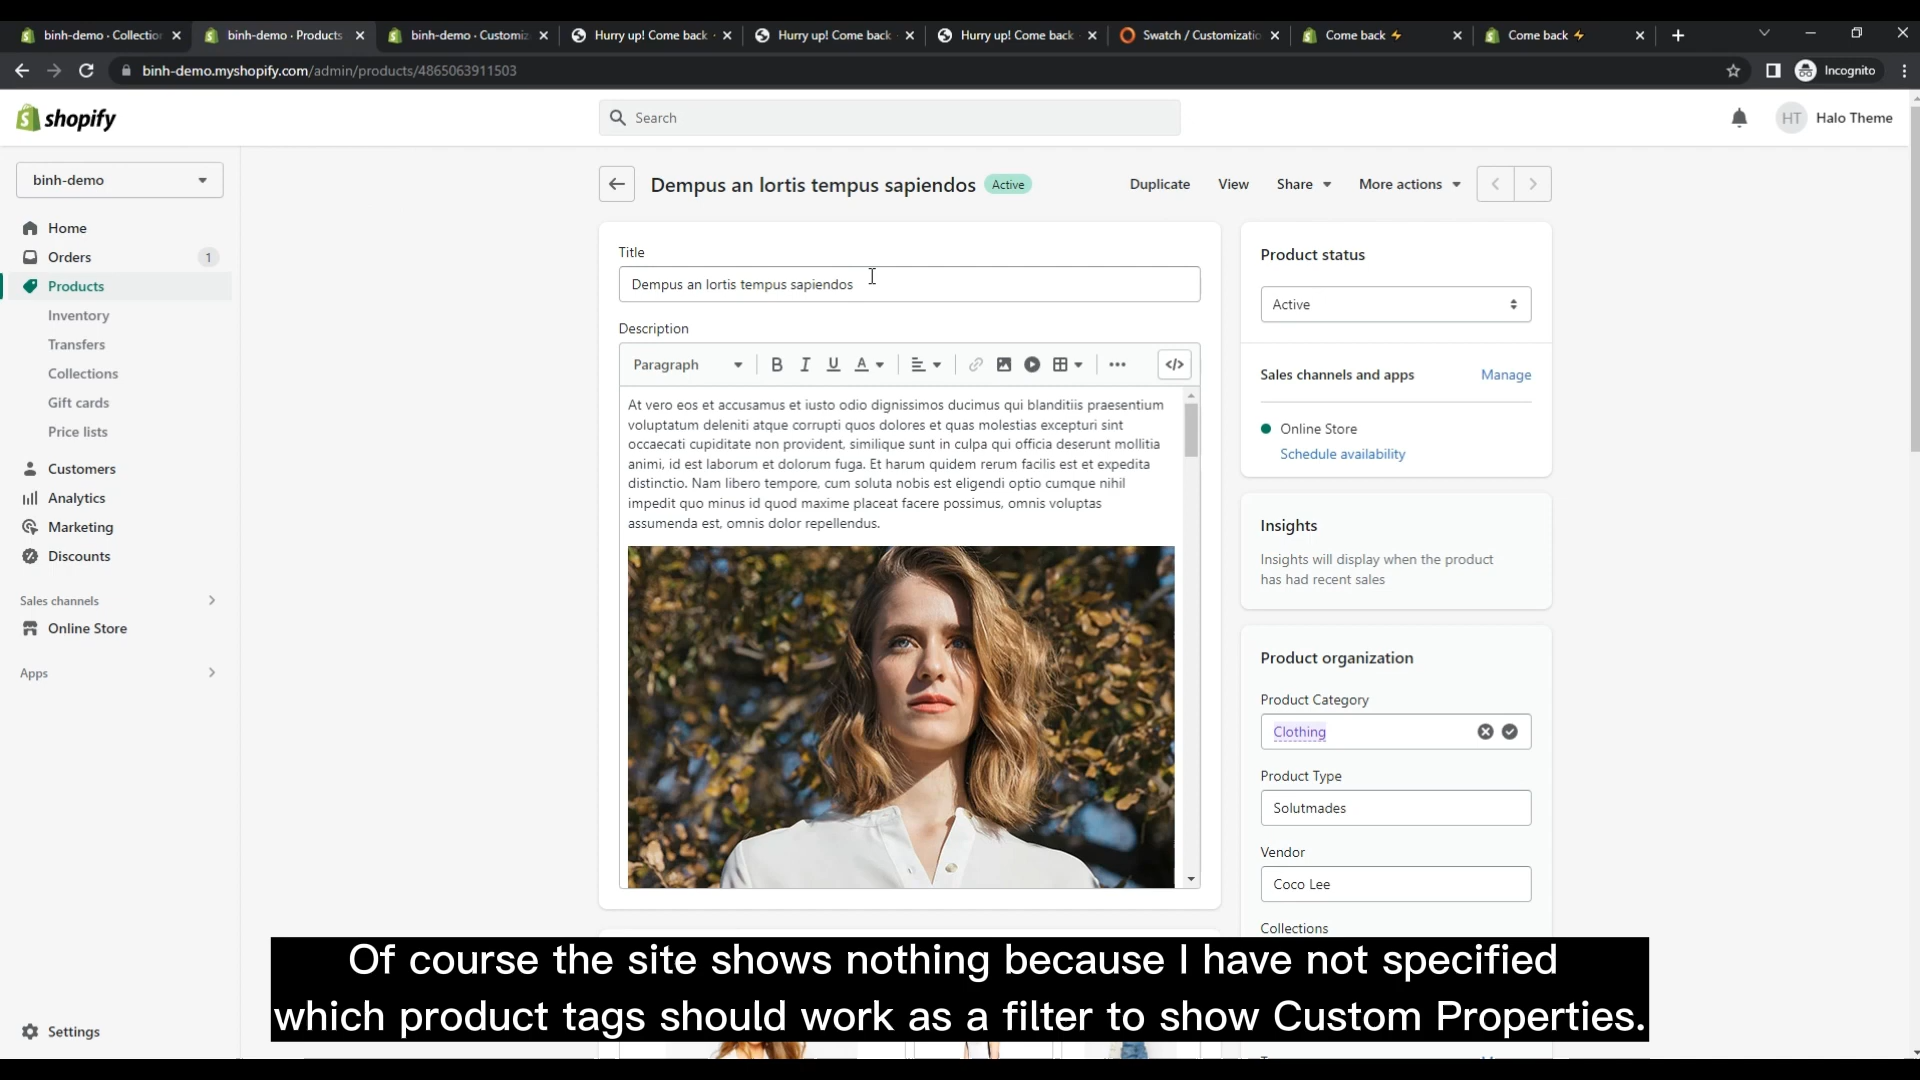 binh-demo · Collection
binh-demo · Products
binh-demo · Customiz
Hurry up! Come back
Hurry up! Come back
Hurry up! Come back
Swatch / Customizatio
Come back ⚡
Come back ⚡
binh-demo.myshopify.com/admin/products/4865063911503
Incognito
shopify
Search
HT
Halo Theme
binh-demo
Home
Orders
1
Products
Inventory
Transfers
Collections
Gift cards
Price lists
Customers
Analytics
Marketing
Discounts
Sales channels
Online Store
Apps
Settings
Dempus an lortis tempus sapiendos
Active
Duplicate
View
Share
More actions
Title
Dempus an lortis tempus sapiendos
Description
Paragraph
B I U A
</>
At vero eos et accusamus et iusto odio dignissimos ducimus qui blanditiis praesentium
voluptatum deleniti atque corrupti quos dolores et quas molestias excepturi sint
occaecati cupiditate non provident, similique sunt in culpa qui officia deserunt mollitia
animi, id est laborum et dolorum fuga. Et harum quidem rerum facilis est et expedita
distinctio. Nam libero tempore, cum soluta nobis est eligendi optio cumque nihil
impedit quo minus id quod maxime placeat facere possimus, omnis voluptas
assumenda est, omnis dolor repellendus.
Product status
Active
Sales channels and apps
Manage
Online Store
Schedule availability
Insights
Insights will display when the product
has had recent sales
Product organization
Product Category
Clothing
Product Type
Solutmades
Vendor
Coco Lee
Collections
Of course the site shows nothing because I have not specified
which product tags should work as a filter to show Custom Properties.